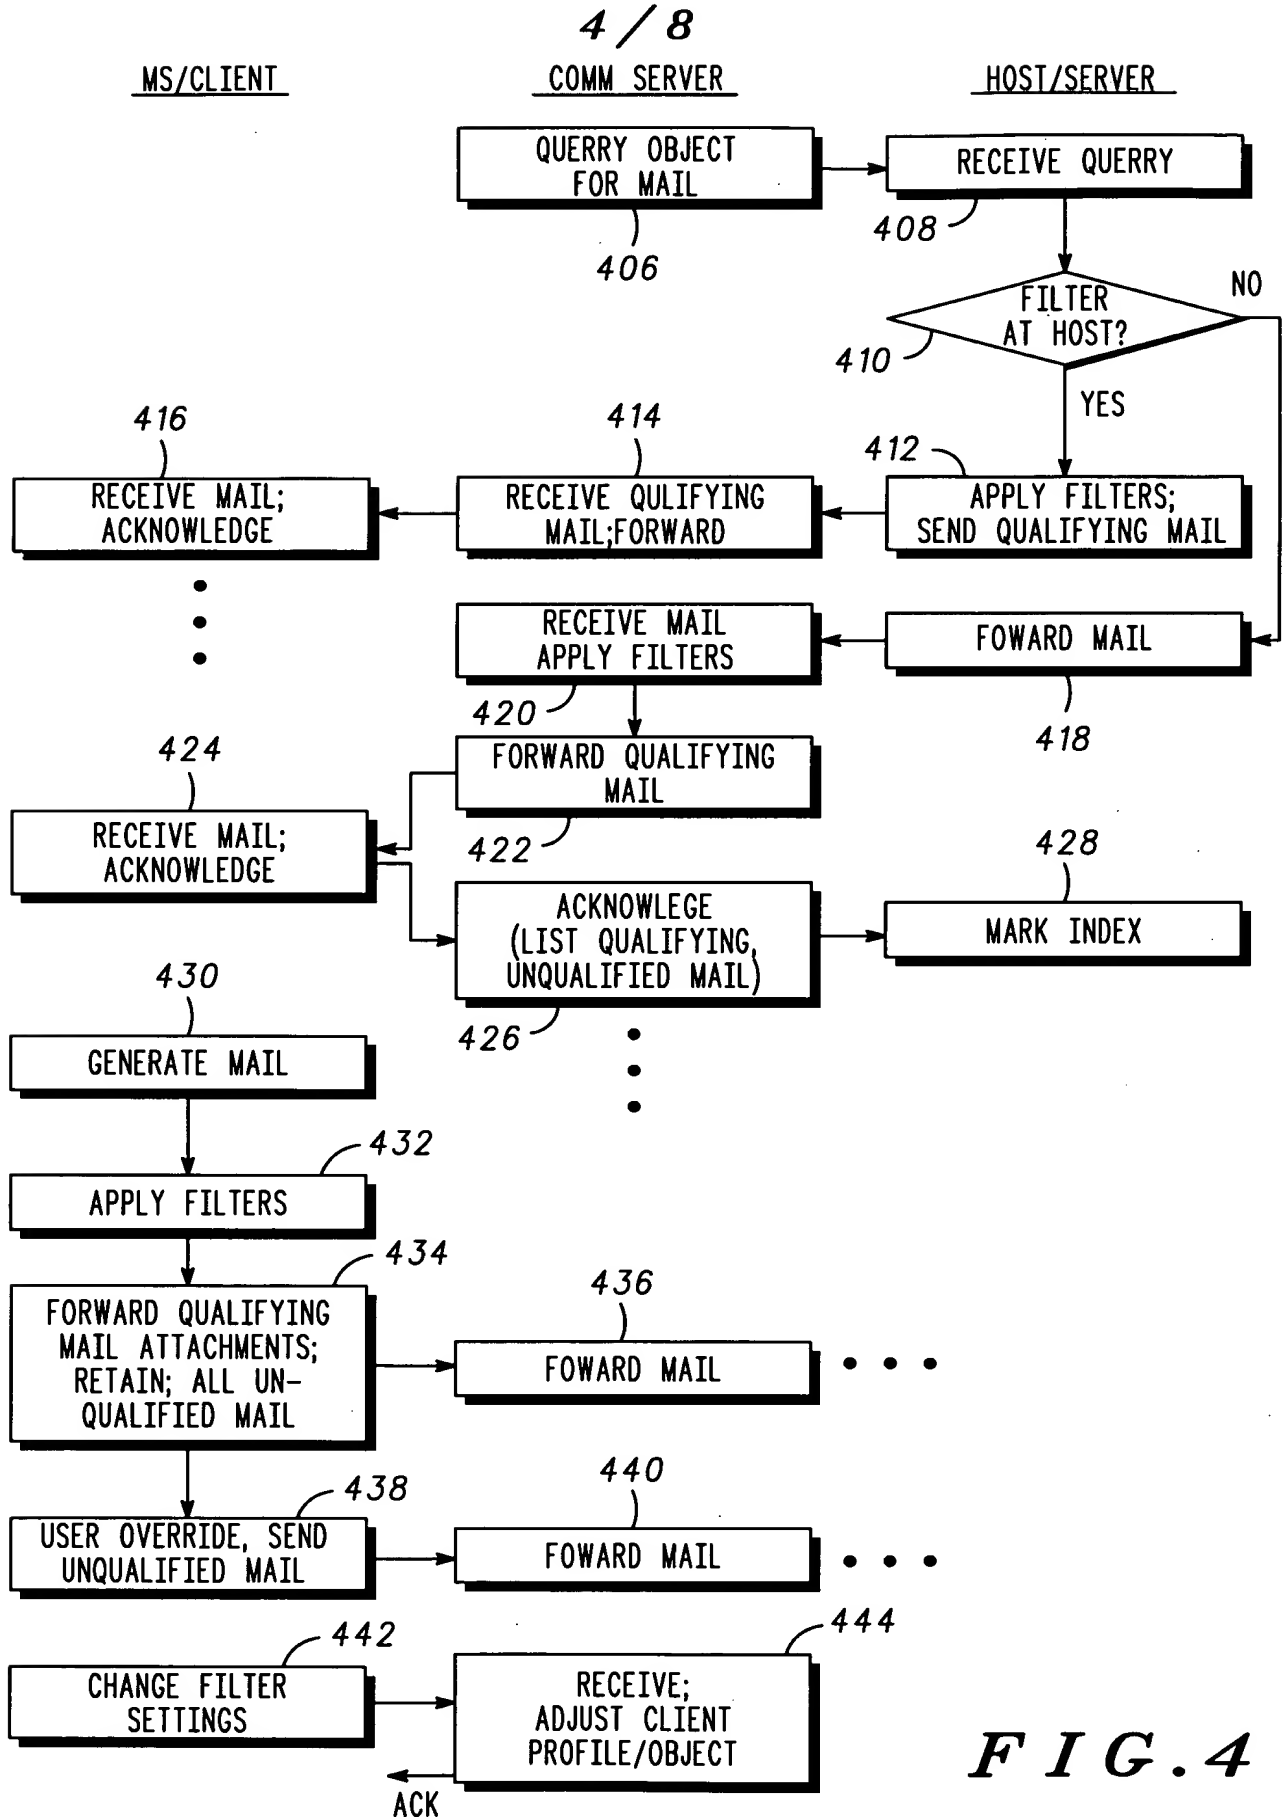 4/8
MS/CLIENT
COMM SERVER
HOST/SERVER
QUERRY OBJECT
FOR MAIL
406
RECEIVE QUERRY
408
FILTER
AT HOST?
410
NO
YES
416
RECEIVE MAIL;
ACKNOWLEDGE
414
RECEIVE QULIFYING
MAIL;FORWARD
412
APPLY FILTERS;
SEND QUALIFYING MAIL
RECEIVE MAIL
APPLY FILTERS
420
FOWARD MAIL
418
FORWARD QUALIFYING
MAIL
422
424
RECEIVE MAIL;
ACKNOWLEDGE
ACKNOWLEGE
(LIST QUALIFYING,
UNQUALIFIED MAIL)
426
428
MARK INDEX
430
GENERATE MAIL
432
APPLY FILTERS
434
FORWARD QUALIFYING
MAIL ATTACHMENTS;
RETAIN; ALL UN-
QUALIFIED MAIL
436
FOWARD MAIL
438
USER OVERRIDE, SEND
UNQUALIFIED MAIL
440
FOWARD MAIL
442
CHANGE FILTER
SETTINGS
444
RECEIVE;
ADJUST CLIENT
PROFILE/OBJECT
ACK
FIG.4